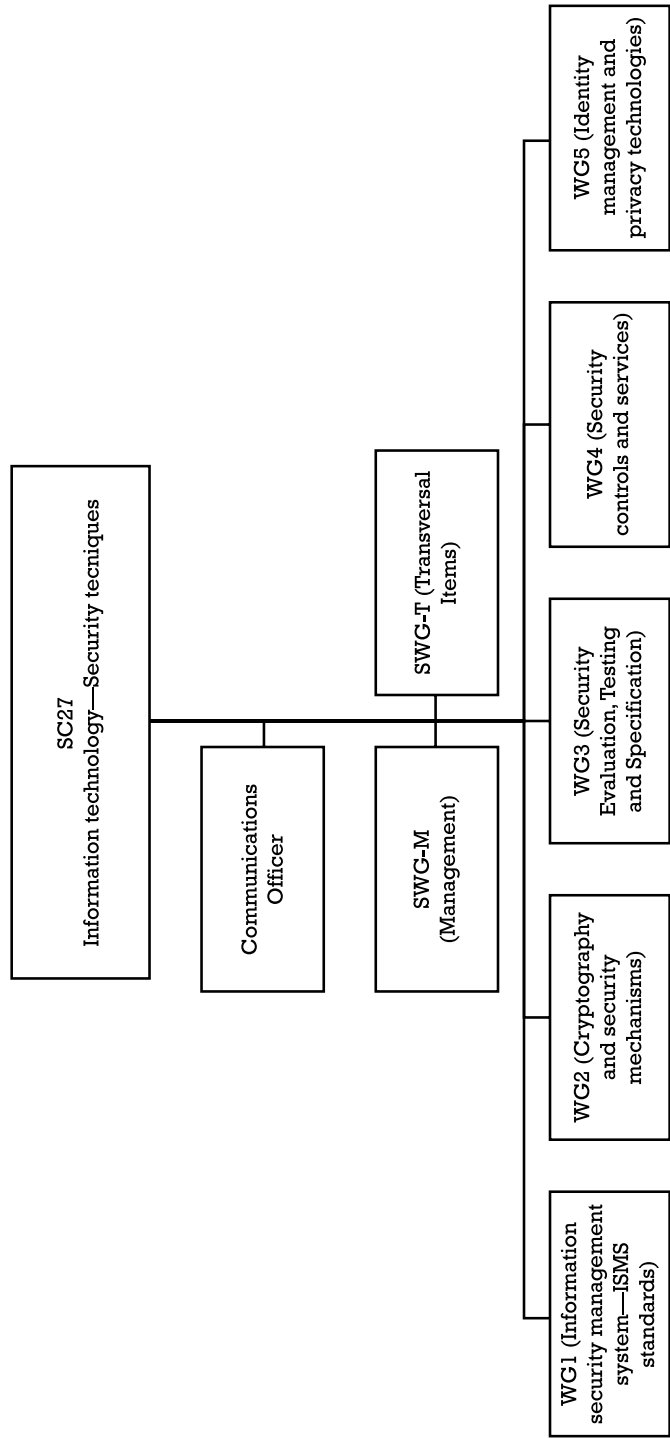 SC27
Information technology—Security tecniques
Communications
Officer
SWG-M
(Management)
SWG-T (Transversal
Items)
WG1 (Information
security management
system—ISMS
standards)
WG2 (Cryptography
and security
mechanisms)
WG3 (Security
Evaluation, Testing
and Specification)
WG4 (Security
controls and services)
WG5 (Identity
management and
privacy technologies)